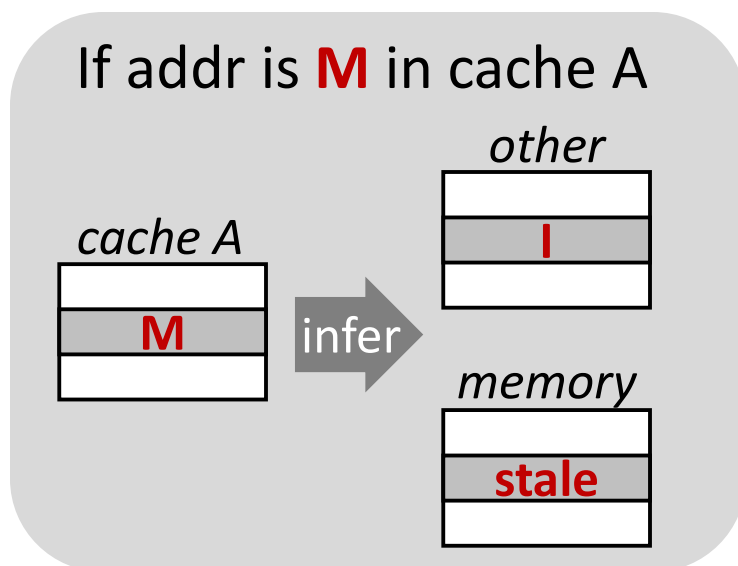 If addr is M in cache A
other
I
cache A
M
infer
memory
stale